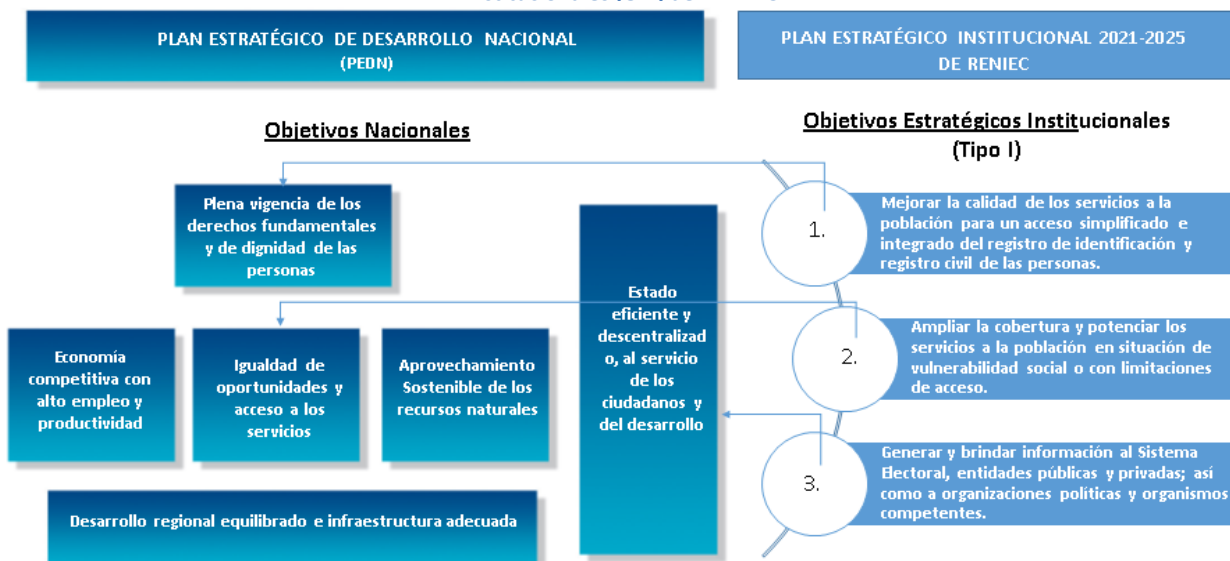 PLAN ESTRATÉGICO DE DESARROLLO NACIONAL
(PEDN)
PLAN ESTRATÉGICO INSTITUCIONAL 2021-2025
DE RENIEC
Objetivos Nacionales
Objetivos Estratégicos Institucionales
(Tipo I)
Plena vigencia de los
derechos fundamentales
y de dignidad de las
personas
Economía
competitiva con
alto empleo y
productividad
Igualdad de
oportunidades y
acceso a los
servicios
Aprovechamiento
Sostenible de los
recursos naturales
Desarrollo regional equilibrado e infraestructura adecuada
Estado
eficiente y
descentralizad
o, al servicio
de los
ciudadanos y
del desarrollo
1.
Mejorar la calidad de los servicios a la
población para un acceso simplificado e
integrado del registro de identificación y
registro civil de las personas.
2.
Ampliar la cobertura y potenciar los
servicios a la población en situación de
vulnerabilidad social o con limitaciones
de acceso.
3.
Generar y brindar información al Sistema
Electoral, entidades públicas y privadas; así
como a organizaciones políticas y organismos
competentes.